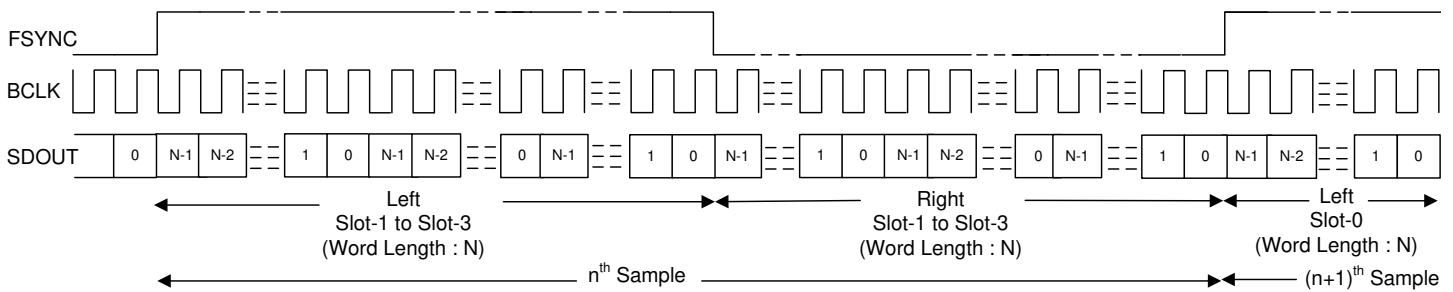 FSYNC
BCLK
SDOUT 0 N-1 N-2 1 0 N-1 N-2 0 N-1 1 0 N-1 1 0 N-1 N-2 0 N-1 1 0 N-1 N-2 1 0
Left
Slot-1 to Slot-3
(Word Length : N)
Right
Slot-1 to Slot-3
(Word Length : N)
Left
Slot-0
(Word Length : N)
nth Sample
(n+1)th Sample